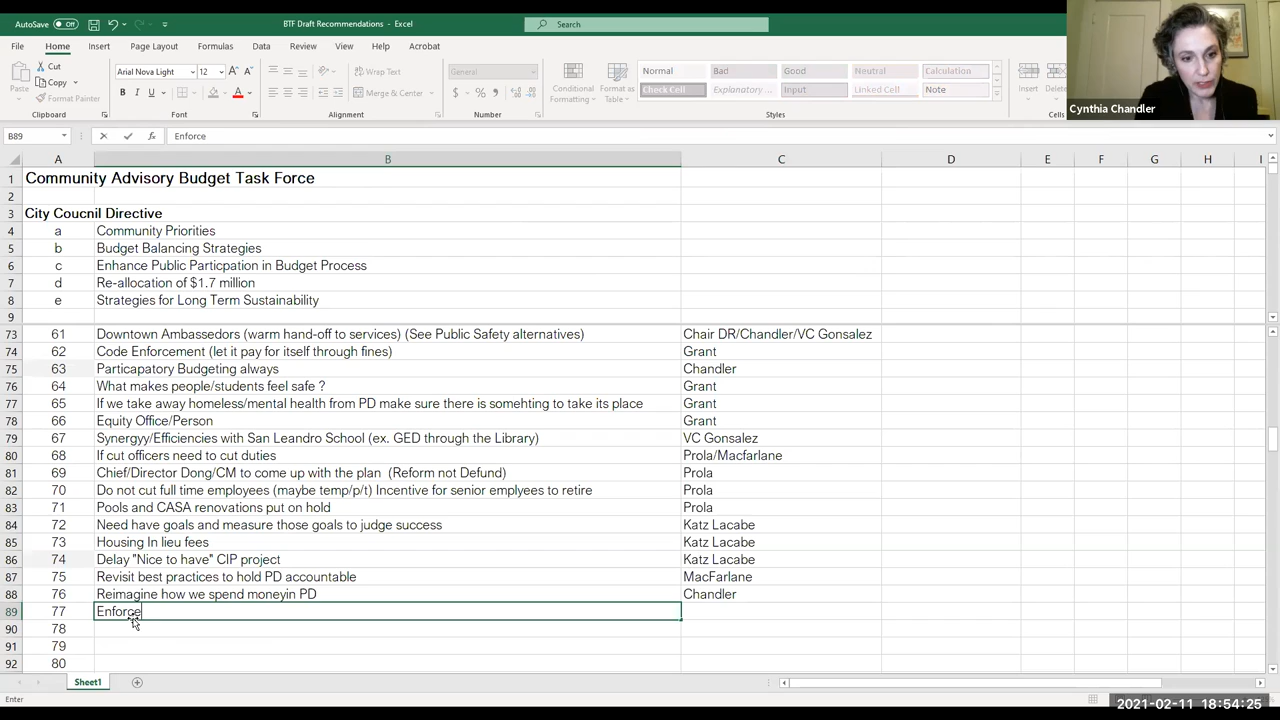 AutoSave Off BTF Draft Recommendations - Excel Search
File Home Insert Page Layout Formulas Data Review View Help Acrobat
Cut
Copy
Format Painter
Paste
Clipboard
Arial Nova Light 12
B I U
Font
Wrap Text
Merge & Center
Alignment
General
$ % ,
Number
Conditional Formatting
Format as Table
Normal Bad Good Neutral Calculation
Check Cell Explanatory ... Input Linked Cell Note
Styles
Insert Delete
Cells
Cynthia Chandler
B89 fx Enforce
A B C D E F G H I
1 Community Advisory Budget Task Force
2
3 City Coucnil Directive
4 a Community Priorities
5 b Budget Balancing Strategies
6 c Enhance Public Particpation in Budget Process
7 d Re-allocation of $1.7 million
8 e Strategies for Long Term Sustainability
9
73 61 Downtown Ambassedors (warm hand-off to services) (See Public Safety alternatives) Chair DR/Chandler/VC Gonsalez
74 62 Code Enforcement (let it pay for itself through fines) Grant
75 63 Particapatory Budgeting always Chandler
76 64 What makes people/students feel safe ? Grant
77 65 If we take away homeless/mental health from PD make sure there is somehting to take its place Grant
78 66 Equity Office/Person Grant
79 67 Synergyy/Efficiencies with San Leandro School (ex. GED through the Library) VC Gonsalez
80 68 If cut officers need to cut duties Prola/Macfarlane
81 69 Chief/Director Dong/CM to come up with the plan (Reform not Defund) Prola
82 70 Do not cut full time employees (maybe temp/p/t) Incentive for senior emplyees to retire Prola
83 71 Pools and CASA renovations put on hold Prola
84 72 Need have goals and measure those goals to judge success Katz Lacabe
85 73 Housing In lieu fees Katz Lacabe
86 74 Delay "Nice to have" CIP project Katz Lacabe
87 75 Revisit best practices to hold PD accountable MacFarlane
88 76 Reimagine how we spend moneyin PD Chandler
89 77 Enforce
90 78
91 79
92 80
Sheet1
Enter
2021-02-11 18:54:25